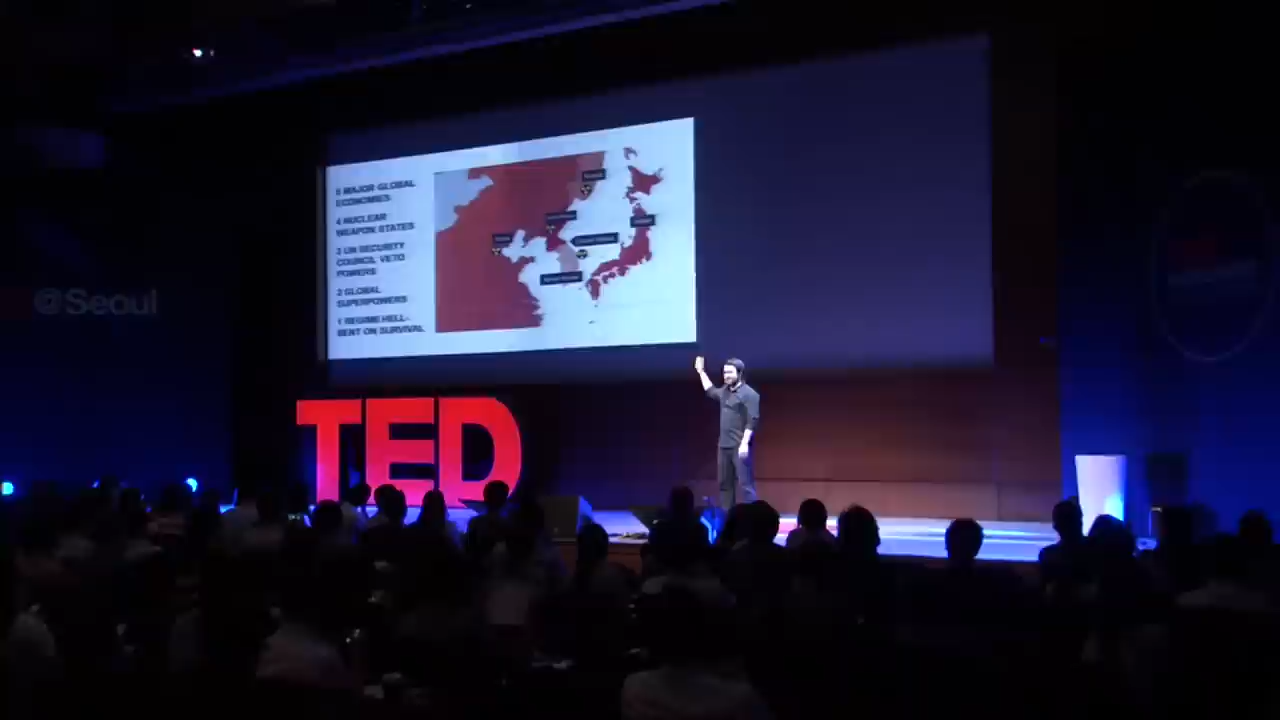 5 MAJOR GLOBAL
ECONOMIES
4 NUCLEAR
WEAPON STATES
3 UN SECURITY
COUNCIL VETO
POWERS
2 GLOBAL
SUPERPOWERS
1 REGIME HELL-
BENT ON SURVIVAL
@Seoul
TED